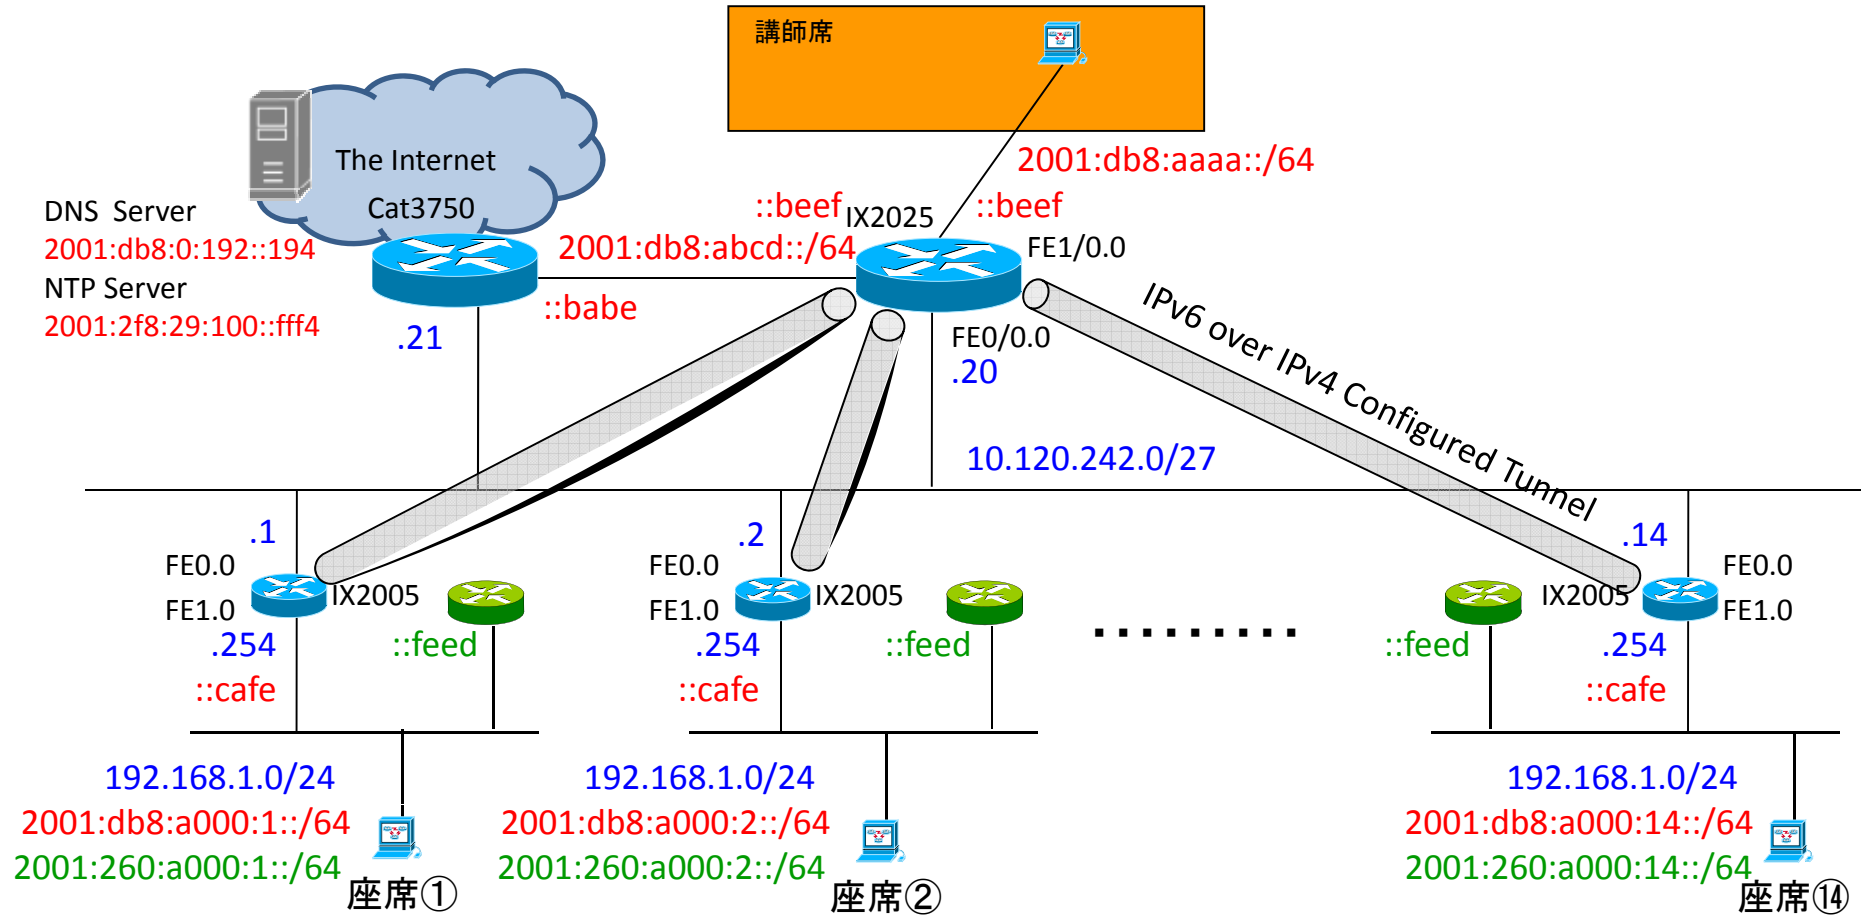 講師席
The Internet
Cat3750
DNS Server
2001:db8:0:192::194
NTP Server
2001:2f8:29:100::fff4
2001:db8:aaaa::/64
::beef
IX2025
::beef
2001:db8:abcd::/64
FE1/0.0
::babe
.21
FE0/0.0
.20
IPv6 over IPv4 Configured Tunnel
10.120.242.0/27
.1
FE0.0
FE1.0
IX2005
.254
::feed
::cafe
192.168.1.0/24
2001:db8:a000:1::/64
2001:260:a000:1::/64
座席①
.2
FE0.0
FE1.0
IX2005
.254
::feed
::cafe
192.168.1.0/24
2001:db8:a000:2::/64
2001:260:a000:2::/64
座席②
.........
.14
FE0.0
FE1.0
IX2005
::feed
.254
::cafe
192.168.1.0/24
2001:db8:a000:14::/64
2001:260:a000:14::/64
座席⑭